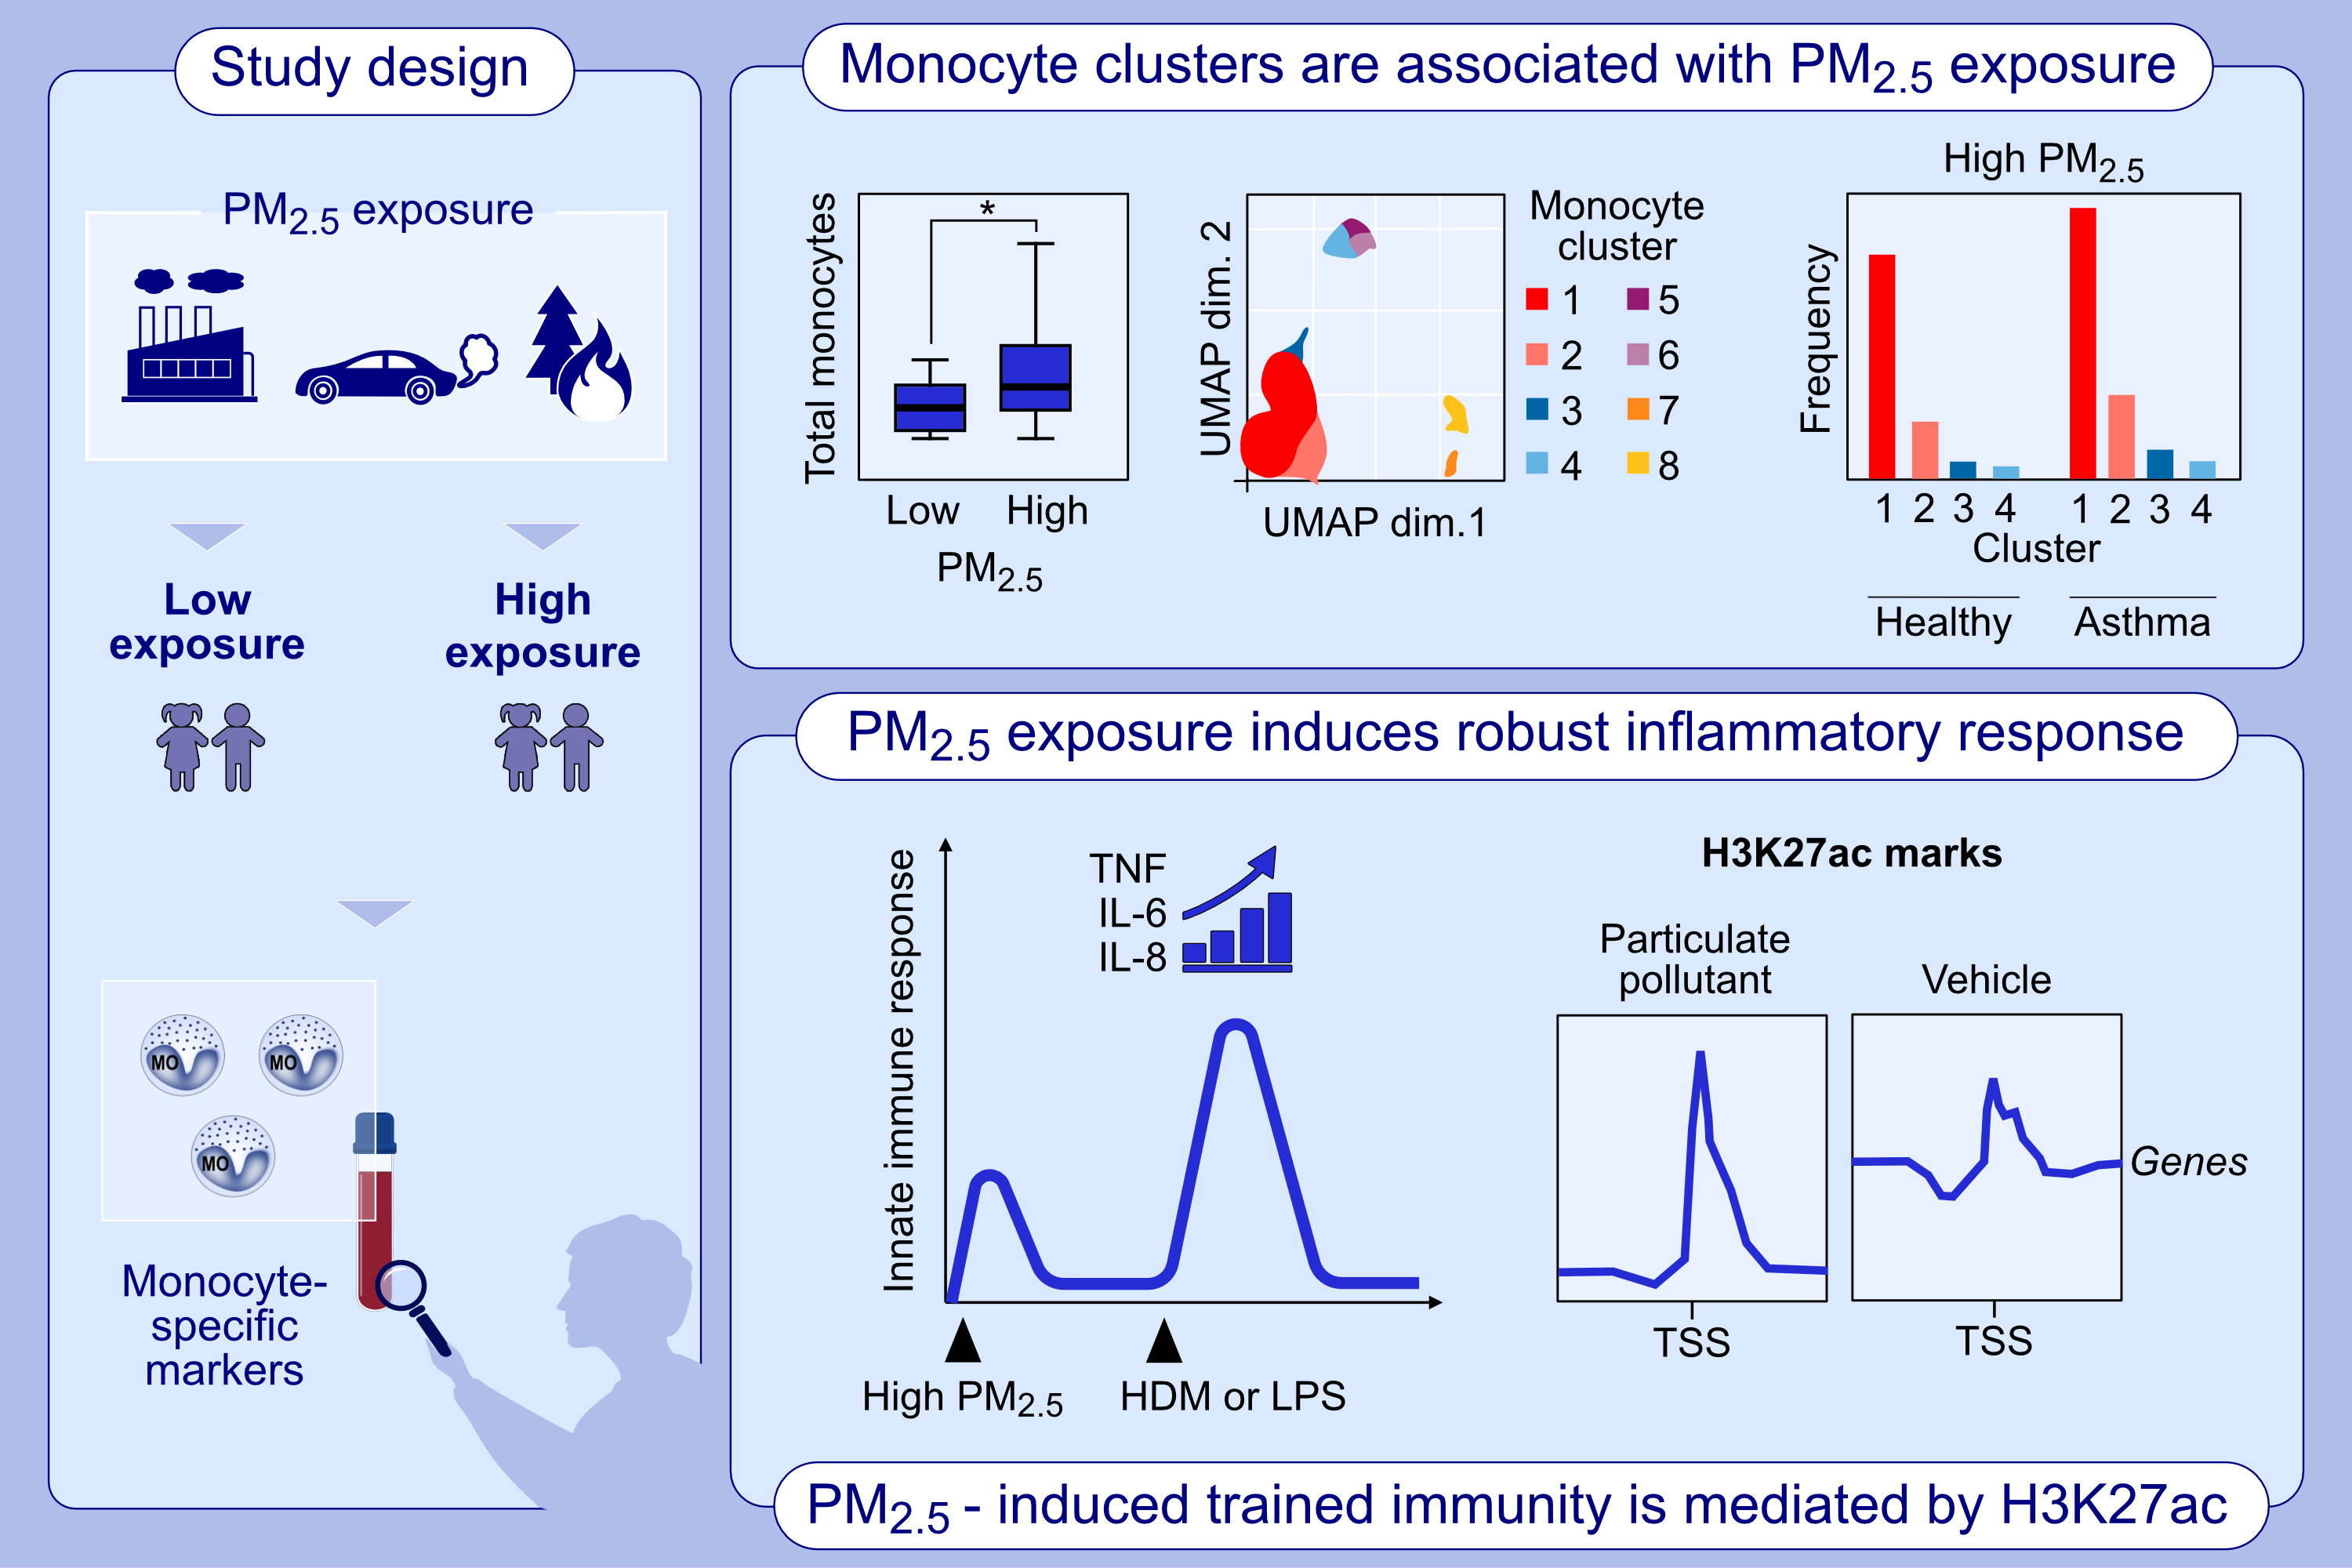 Study design
PM2.5 exposure
Low
exposure
High
exposure
MO
MO
MO
Monocyte-
specific
markers
Monocyte clusters are associated with PM2.5 exposure
Total monocytes
*
Low
High
PM2.5
UMAP dim. 2
UMAP dim.1
Monocyte
cluster
1
2
3
4
5
6
7
8
High PM2.5
Frequency
1 2 3 4
1 2 3 4
Cluster
Healthy
Asthma
PM2.5 exposure induces robust inflammatory response
Innate immune response
TNF
IL-6
IL-8
High PM2.5
HDM or LPS
H3K27ac marks
Particulate
pollutant
Vehicle
Genes
TSS
TSS
PM2.5 - induced trained immunity is mediated by H3K27ac